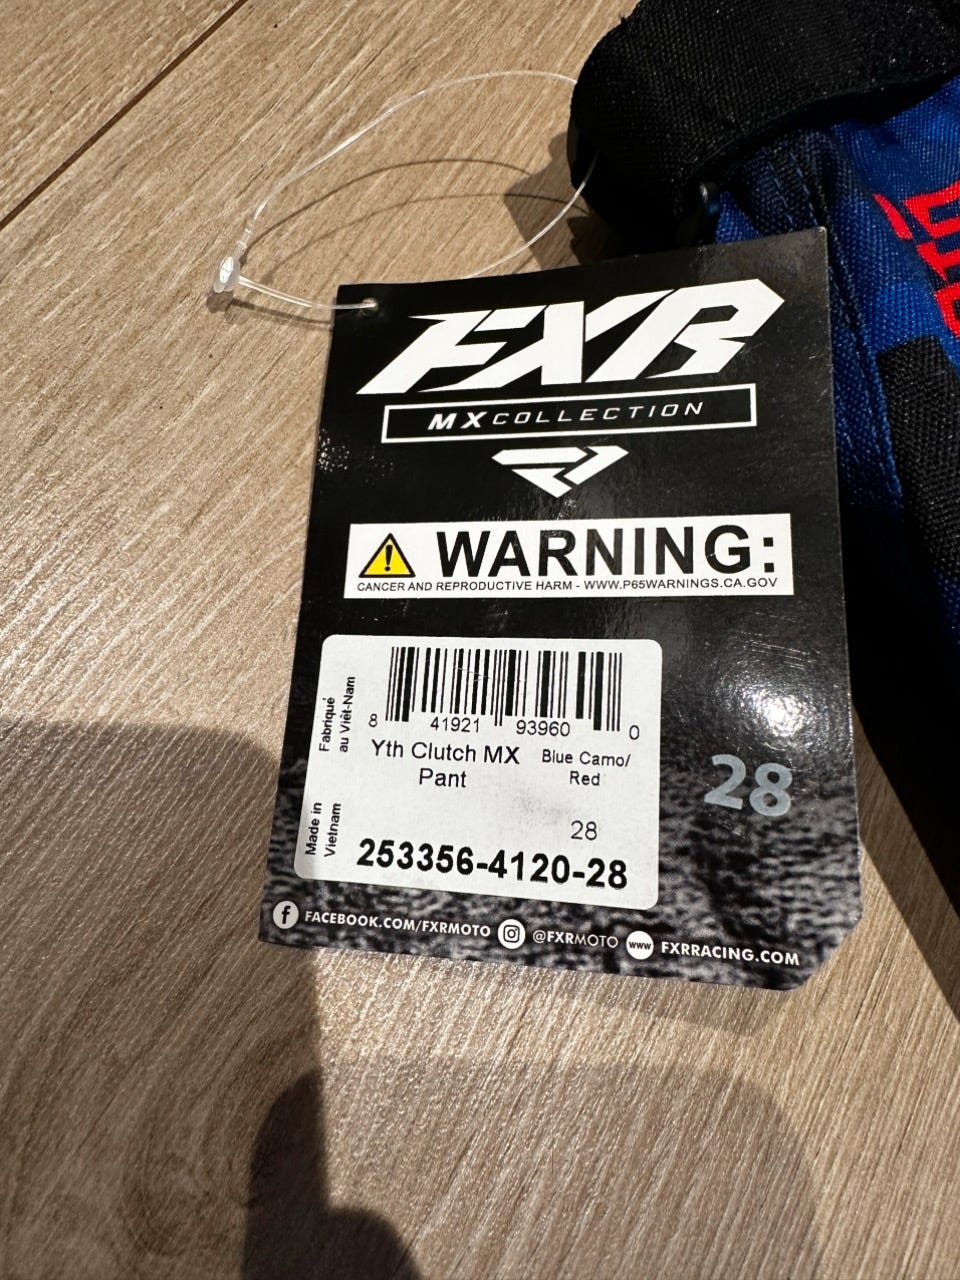 FXR
MX COLLECTION
WARNING:
CANCER AND REPRODUCTIVE HARM - WWW.P65WARNINGS.CA.GOV
Fabriqué
au Viêt-Nam
8 41921 93960 0
Yth Clutch MX
Pant
Blue Camo/
Red
28
28
Made in
Vietnam
253356-4120-28
f FACEBOOK.COM/FXRMOTO @FXRMOTO www FXRRACING.COM